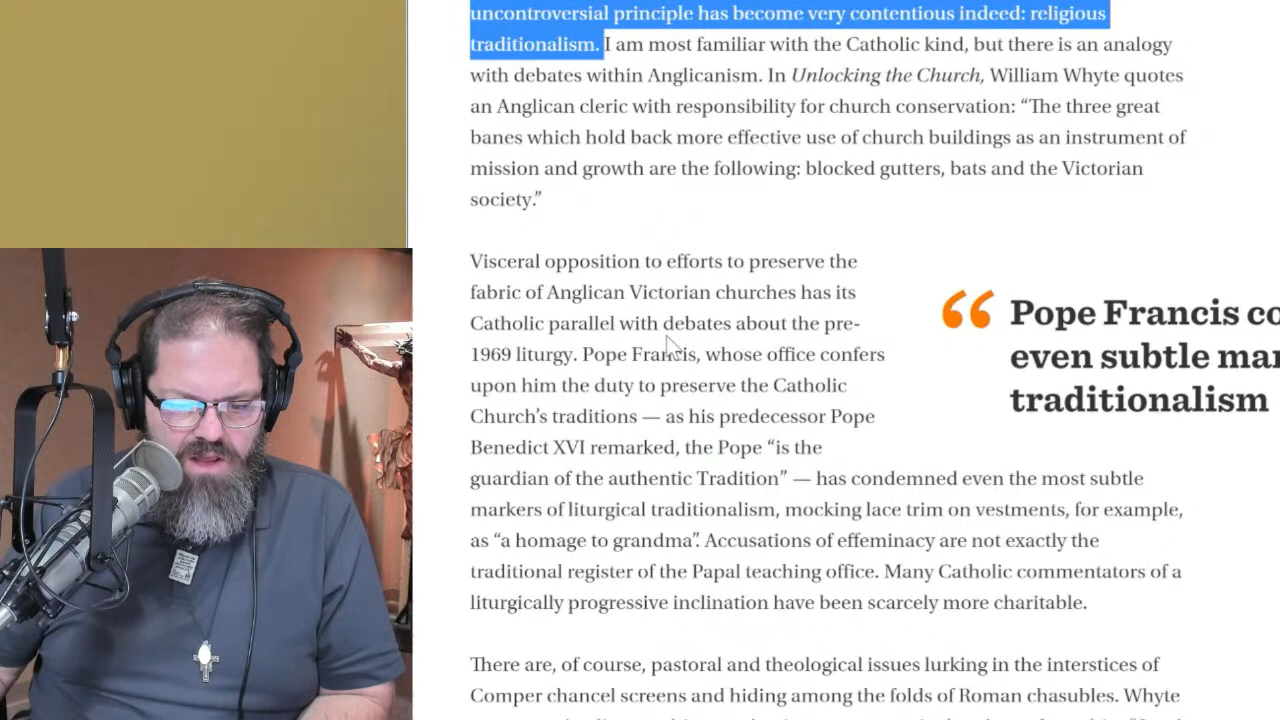 uncontroversial principle has become very contentious indeed: religious
traditionalism. I am most familiar with the Catholic kind, but there is an analogy
with debates within Anglicanism. In Unlocking the Church, William Whyte quotes
an Anglican cleric with responsibility for church conservation: “The three great
banes which hold back more effective use of church buildings as an instrument of
mission and growth are the following: blocked gutters, bats and the Victorian
society.”
Visceral opposition to efforts to preserve the
fabric of Anglican Victorian churches has its
Catholic parallel with debates about the pre-
1969 liturgy. Pope Francis, whose office confers
upon him the duty to preserve the Catholic
Church’s traditions — as his predecessor Pope
Benedict XVI remarked, the Pope “is the
guardian of the authentic Tradition” — has condemned even the most subtle
markers of liturgical traditionalism, mocking lace trim on vestments, for example,
as “a homage to grandma”. Accusations of effeminacy are not exactly the
traditional register of the Papal teaching office. Many Catholic commentators of a
liturgically progressive inclination have been scarcely more charitable.
“ Pope Francis co
even subtle mar
traditionalism
There are, of course, pastoral and theological issues lurking in the interstices of
Comper chancel screens and hiding among the folds of Roman chasubles. Whyte